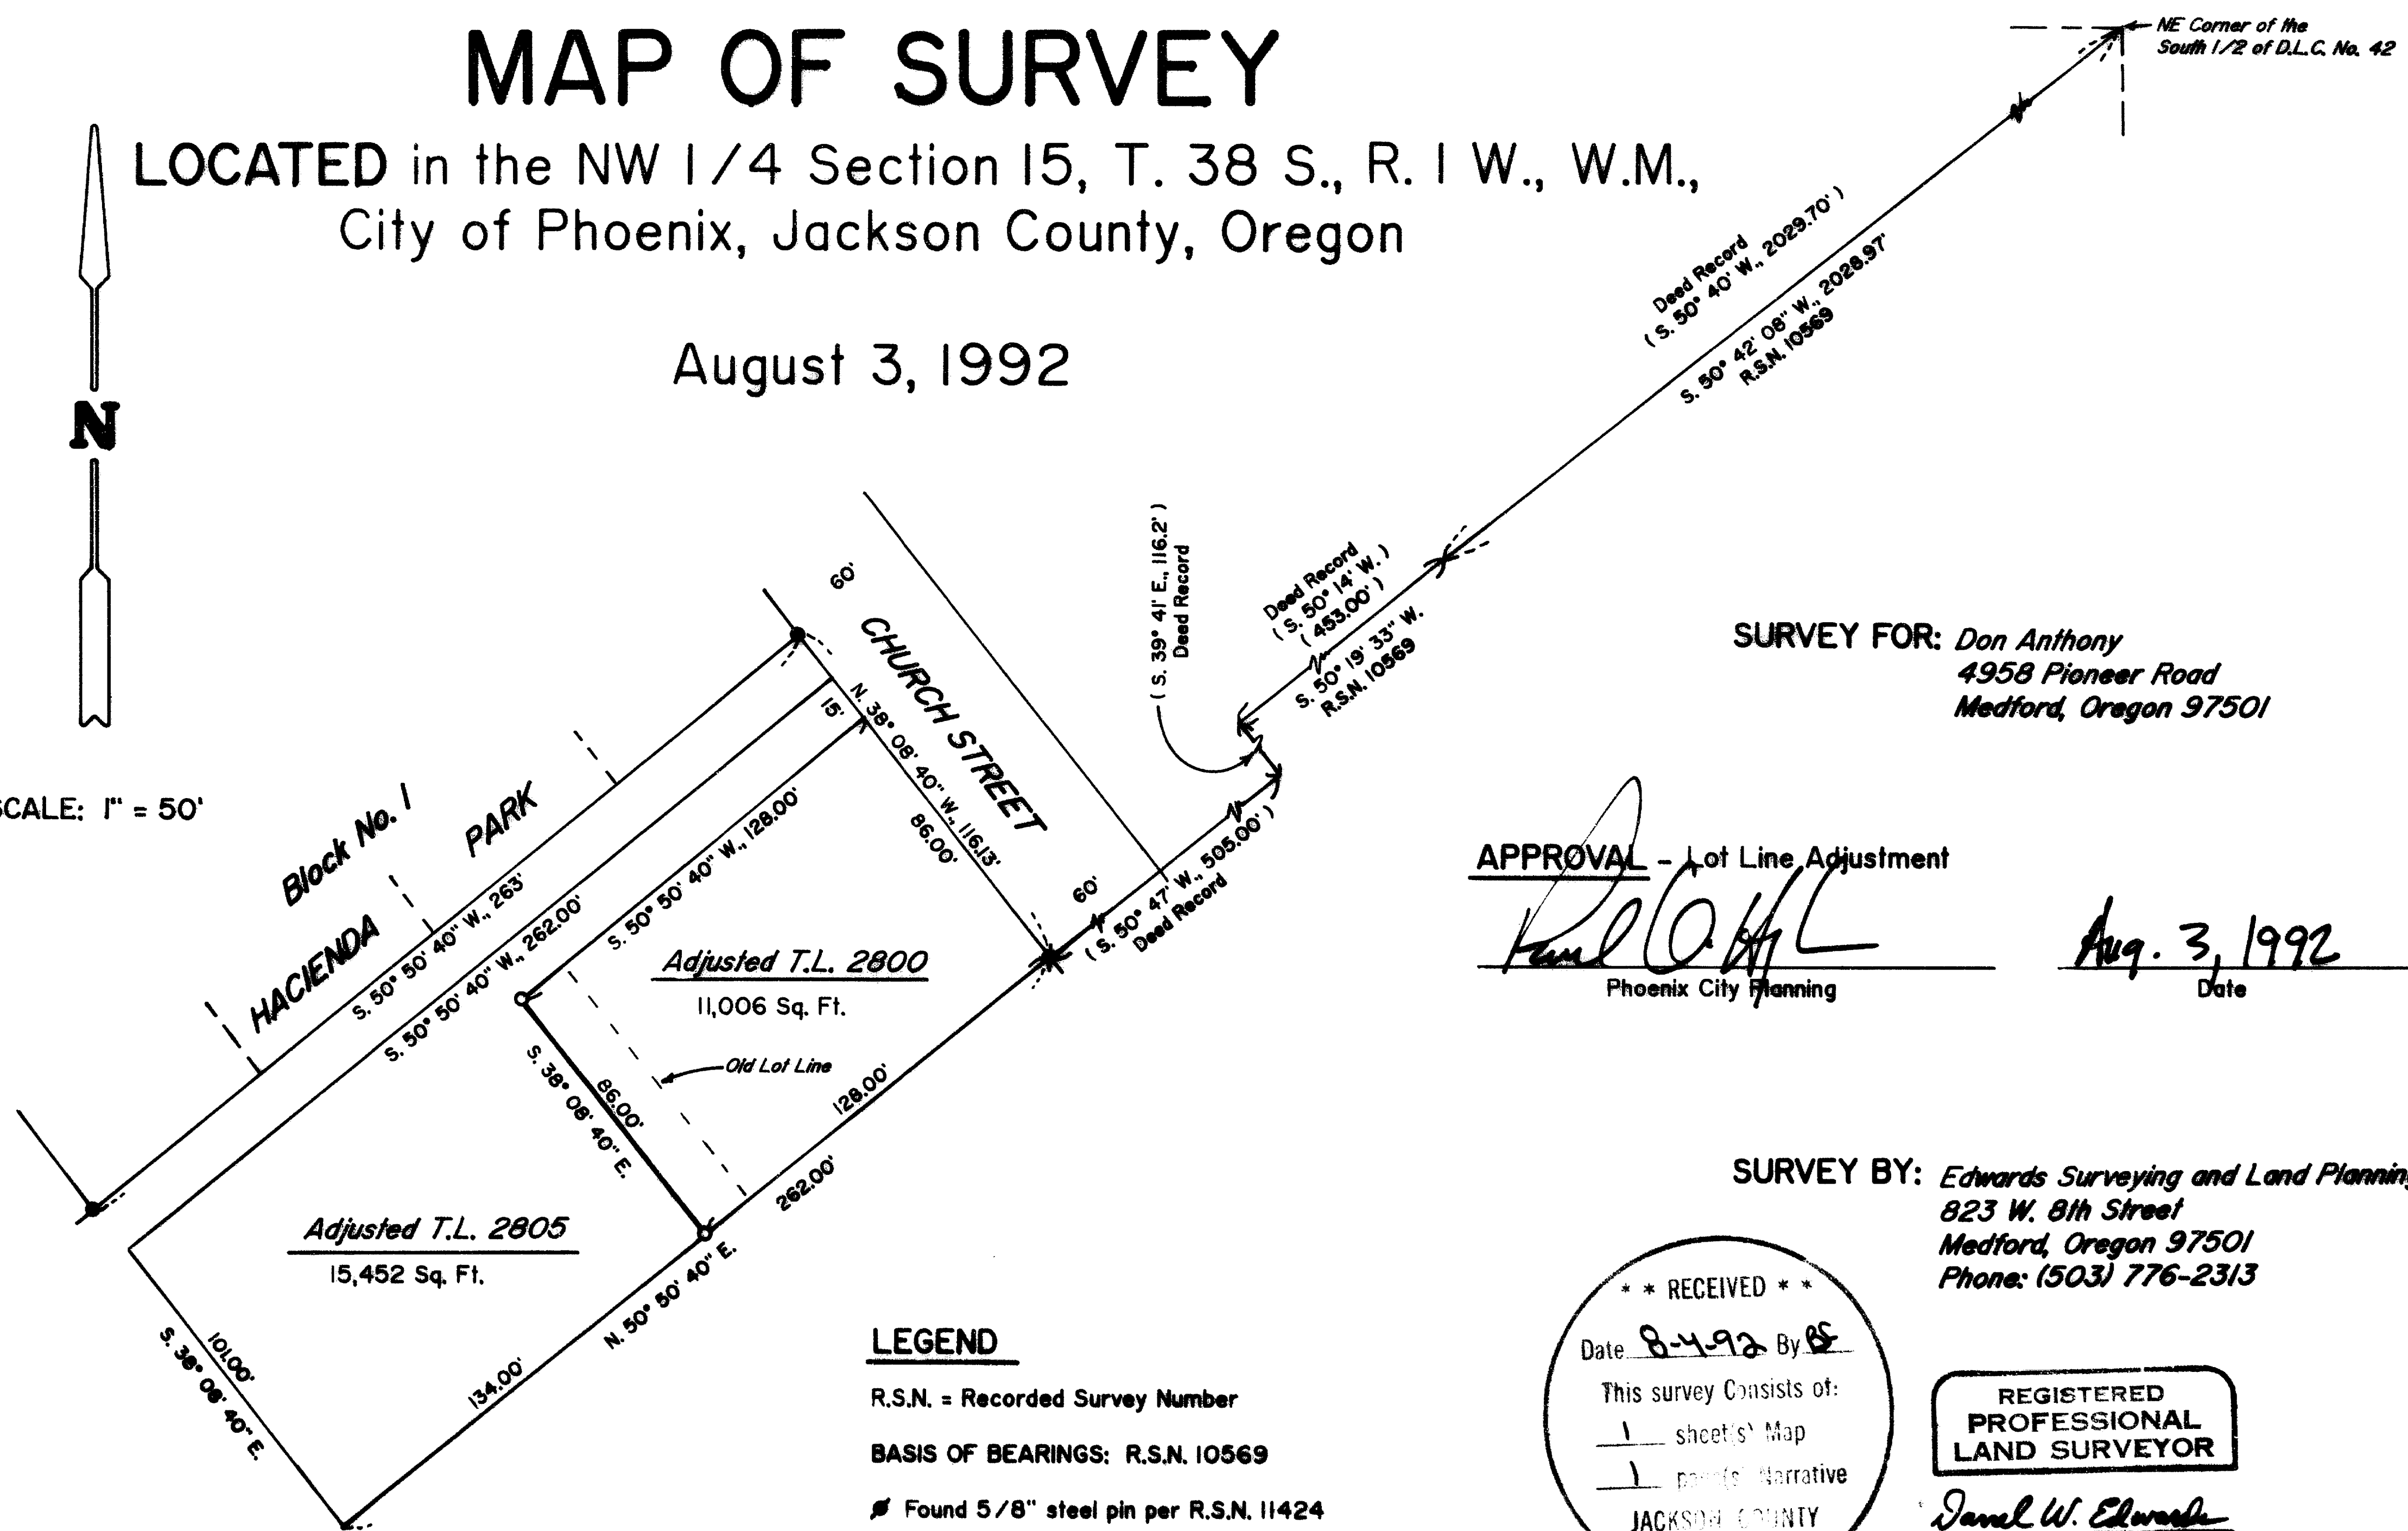 MAP OF SURVEY
LOCATED in the NW 1/4 Section 15, T. 38 S., R. 1 W., W.M.,
City of Phoenix, Jackson County, Oregon
August 3, 1992
NE Corner of the
South 1/2 of D.L.C. No. 42
N
SCALE: 1" = 50'
Deed Record
( S. 50° 40' W., 2029.70' )
S. 50° 42' 08" W., 2028.97'
R.S.N. 10569
Deed Record
( S. 50° 14' W. )
( 453.00' )
S. 50° 19' 33" W.
R.S.N. 10569
( S. 39° 41' E., 116.2' )
Deed Record
60'
CHURCH STREET
N. 38° 08' 40" W., 116.13'
15'
86.00'
60'
( S. 50° 47' W., 505.00' )
Deed Record
Block No. 1
HACIENDA PARK
S. 50° 50' 40" W., 263'
S. 50° 50' 40" W., 262.00'
S. 50° 50' 40" W., 128.00'
Adjusted T.L. 2800
11,006 Sq. Ft.
Old Lot Line
S. 38° 08' 40" E.
86.00'
128.00'
262.00'
N. 50° 50' 40" E.
Adjusted T.L. 2805
15,452 Sq. Ft.
101.00'
S. 38° 08' 40" E.
134.00'
SURVEY FOR: Don Anthony
4958 Pioneer Road
Medford, Oregon 97501
APPROVAL - Lot Line Adjustment
Aug. 3, 1992
Phoenix City Planning
Date
SURVEY BY: Edwards Surveying and Land Planning
823 W. 8th Street
Medford, Oregon 97501
Phone: (503) 776-2313
LEGEND
R.S.N. = Recorded Survey Number
BASIS OF BEARINGS: R.S.N. 10569
Found 5/8" steel pin per R.S.N. 11424
* * RECEIVED * *
Date 8-4-92 By
This survey Consists of:
1 sheet(s) Map
1 page(s) Narrative
JACKSON COUNTY
REGISTERED
PROFESSIONAL
LAND SURVEYOR
Darrel W. Edwards